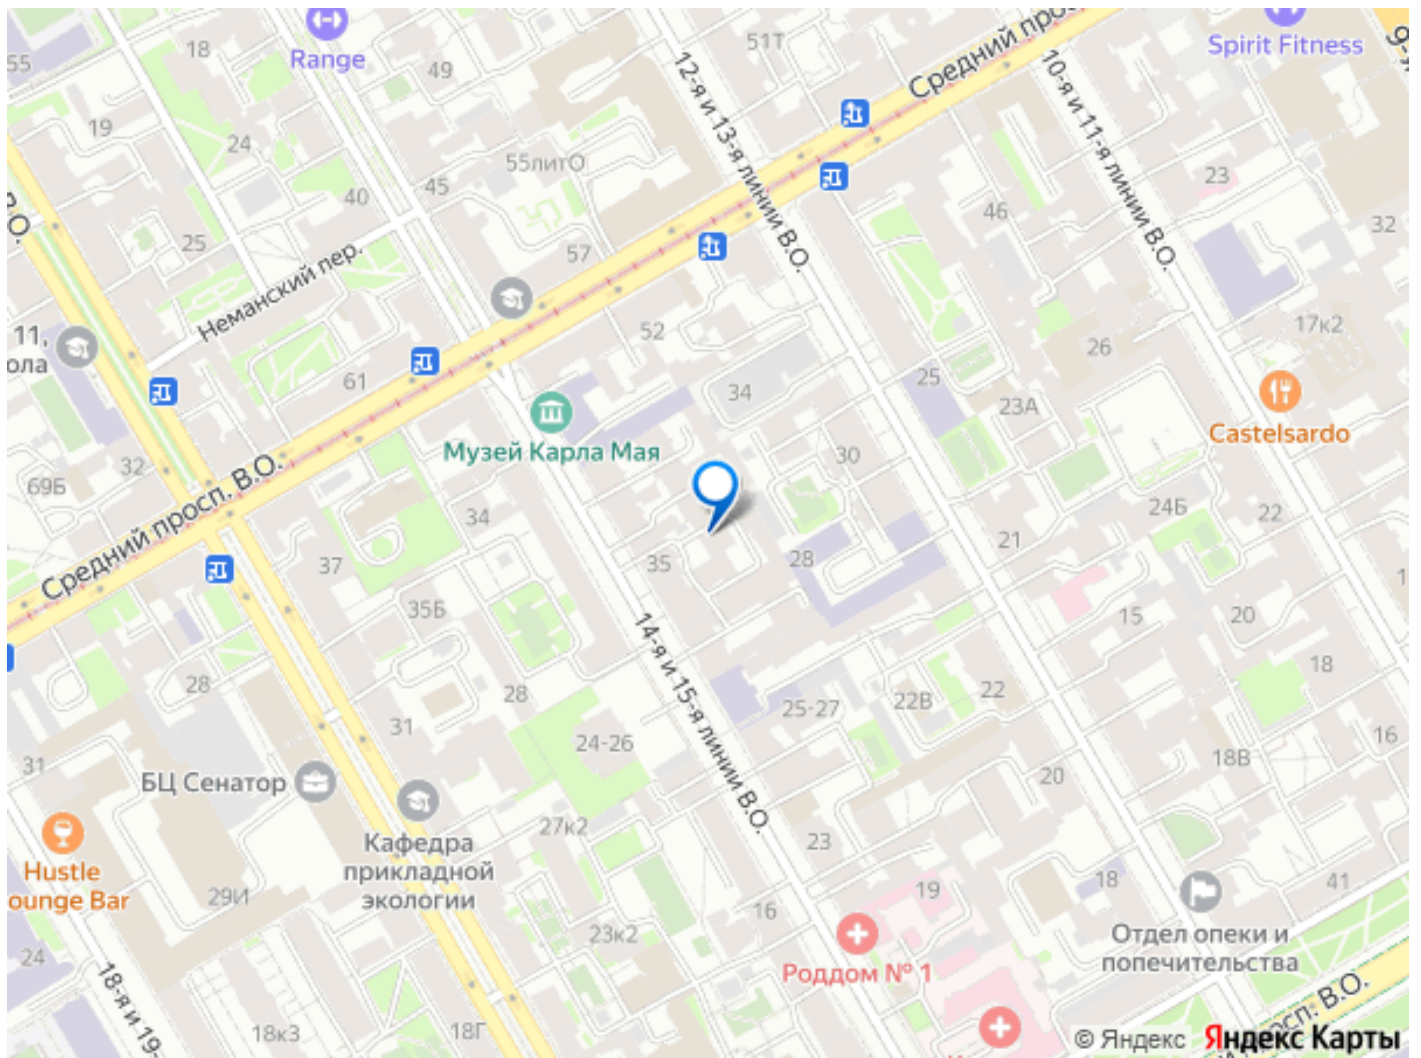 18
Range
49
51Т
Средний прос
Spirit Fitness
9-я
55
19
24
55литО
12-я и 13-я линии В.О.
10-я и 11-я линии В.О.
23
32
45
40
В.О.
25
57
46
Неманский пер.
11,
ола
52
17к2
61
26
25
34
23А
Музей Карла Мая
Castelsardo
32
69Б
30
Средний просп. В.О.
34
24Б
22
37
35
28
21
35Б
15
20
14-я и 15-я линии В.О.
28
28
18
22В
22
25-27
31
24-26
16
31
18В
БЦ Сенатор
20
27к2
23
Кафедра
прикладной
экологии
Hustle
ounge Bar
29И
19
18
41
16
23к2
Отдел опеки и
попечительства
Роддом № 1
24
18-я и 19-
18к3
18Г
осп. В.О.
© Яндекс Яндекс Карты